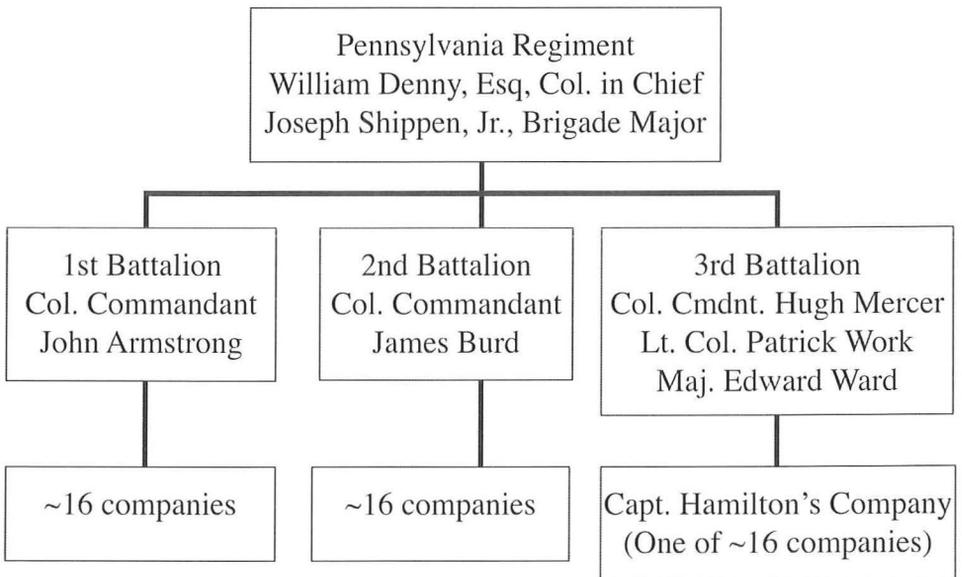 Pennsylvania Regiment
William Denny, Esq, Col. in Chief
Joseph Shippen, Jr., Brigade Major
1st Battalion
Col. Commandant
John Armstrong
2nd Battalion
Col. Commandant
James Burd
3rd Battalion
Col. Cmdnt. Hugh Mercer
Lt. Col. Patrick Work
Maj. Edward Ward
~16 companies
~16 companies
Capt. Hamilton's Company
(One of ~16 companies)